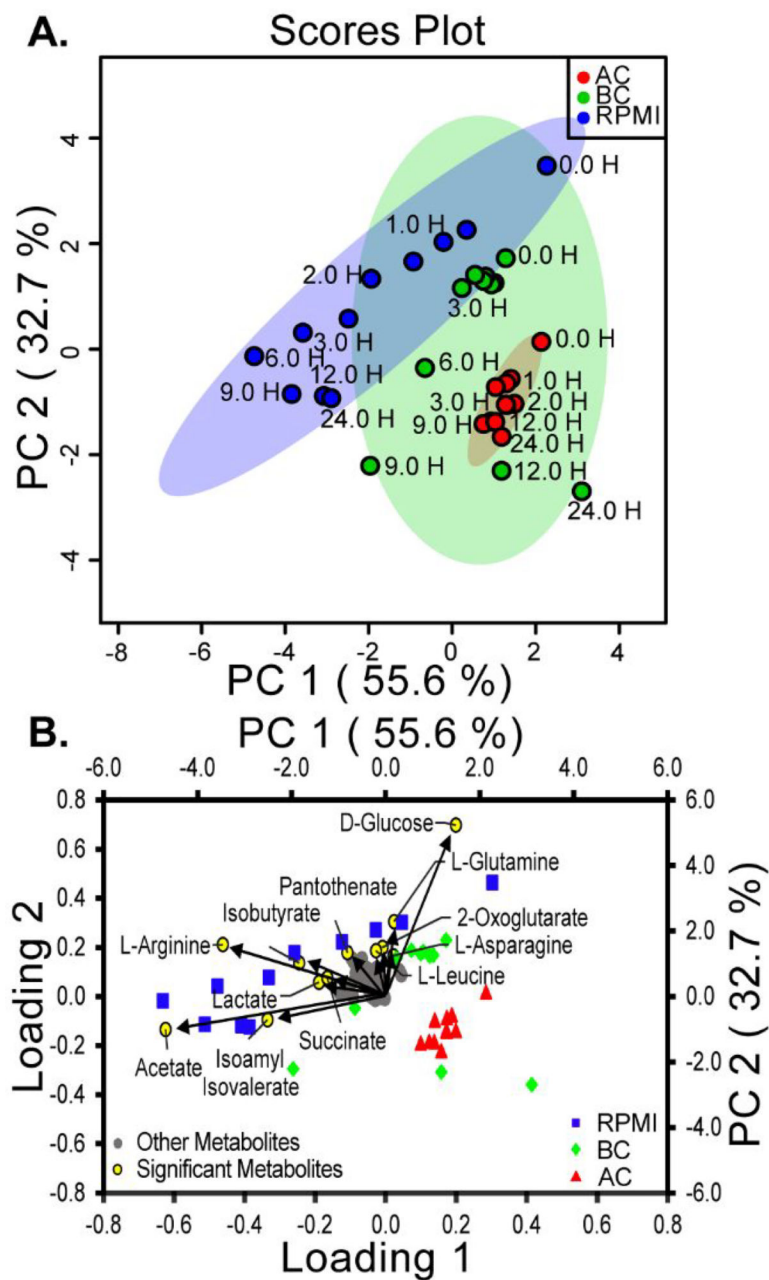 A.
Scores Plot
AC
BC
RPMI
PC 2 ( 32.7 %)
4
2
0
-2
-4
0.0 H
1.0 H
0.0 H
2.0 H
3.0 H
0.0 H
3.0 H
6.0 H
6.0 H
1.0 H
12.0 H
3.0 H
2.0 H
9.0 H
24.0 H
9.0 H
12.0 H
24.0 H
9.0 H
12.0 H
24.0 H
-8 -6 -4 -2 0 2 4
PC 1 ( 55.6 %)
B.
PC 1 ( 55.6 %)
-6.0 -4.0 -2.0 0.0 2.0 4.0 6.0
Loading 2
0.8
0.6
0.4
0.2
0.0
-0.2
-0.4
-0.6
-0.8
D-Glucose
L-Glutamine
Pantothenate
2-Oxoglutarate
Isobutyrate
L-Arginine
L-Asparagine
L-Leucine
Lactate
Succinate
Acetate
Isoamyl
Isovalerate
Other Metabolites
Significant Metabolites
RPMI
BC
AC
6.0
4.0
2.0
0.0
-2.0
-4.0
-6.0
PC 2 ( 32.7 %)
-0.8 -0.6 -0.4 -0.2 0.0 0.2 0.4 0.6 0.8
Loading 1